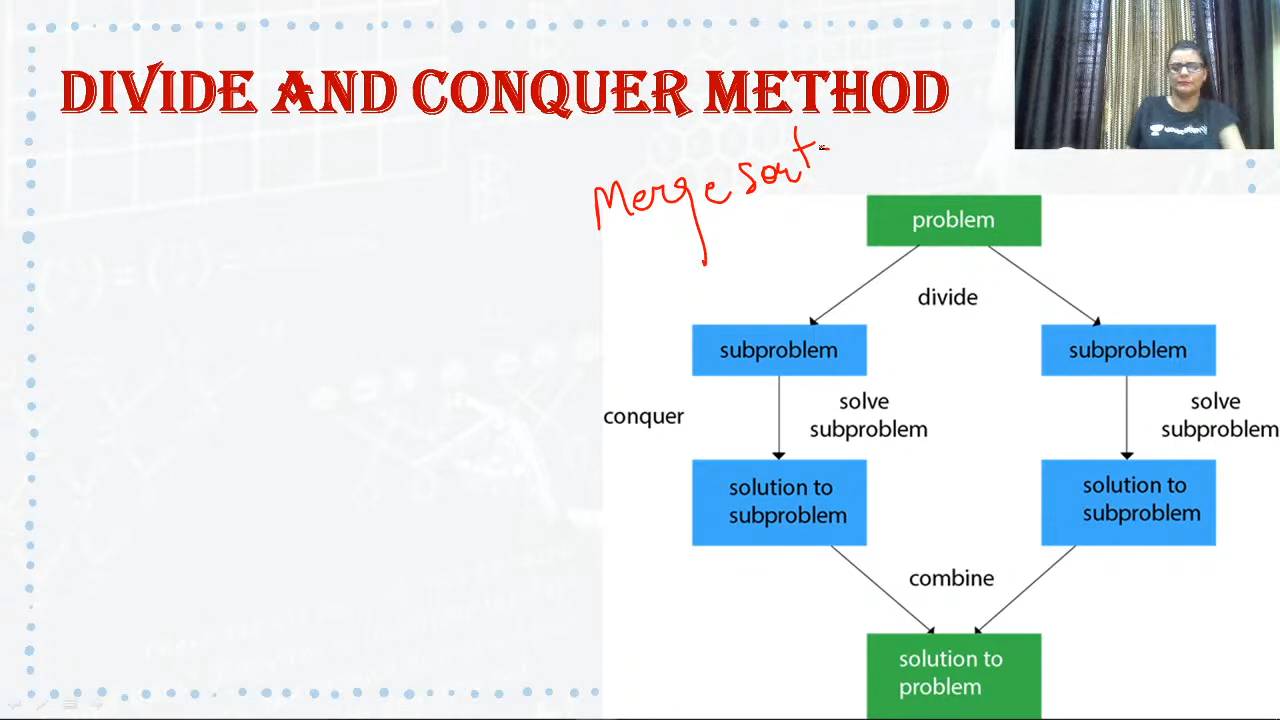 DIVIDE AND CONQUER METHOD
Merge sort
problem
divide
subproblem
subproblem
conquer
solve
subproblem
solve
subproblem
solution to
subproblem
solution to
subproblem
combine
solution to
problem